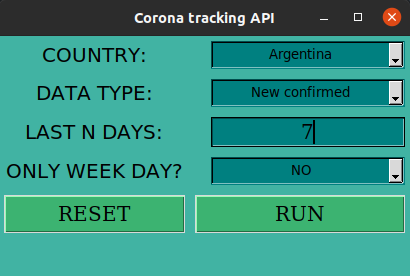 Corona tracking API
COUNTRY: Argentina
DATA TYPE: New confirmed
LAST N DAYS: 7
ONLY WEEK DAY? NO
RESET RUN